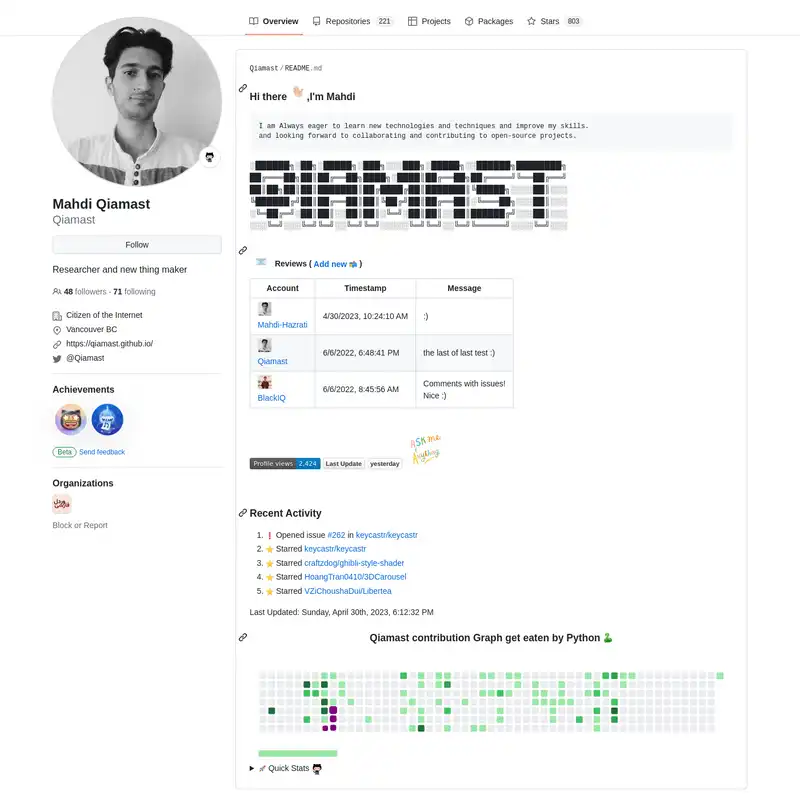 Overview Repositories 221 Projects Packages Stars 803
Mahdi Qiamast
Qiamast
Follow
Researcher and new thing maker
48 followers · 71 following
Citizen of the Internet
Vancouver BC
https://qiamast.github.io/
@Qiamast
Achievements
Beta Send feedback
Organizations
Block or Report
Qiamast/README.md
Hi there 👋 ,I'm Mahdi
I am Always eager to learn new technologies and techniques and improve my skills.
and looking forward to collaborating and contributing to open-source projects.
QIAMAST
Reviews ( Add new 📬 )
Account Timestamp Message
Mahdi-Hazrati 4/30/2023, 10:24:10 AM :)
Qiamast 6/6/2022, 6:48:41 PM the last of last test :)
BlackIQ 6/6/2022, 8:45:56 AM Comments with issues!
Nice :)
ASK me
Anything
Profile views 2,424 Last Update yesterday
Recent Activity
1. ❗ Opened issue #262 in keycastr/keycastr
2. ⭐ Starred keycastr/keycastr
3. ⭐ Starred craftzdog/ghibli-style-shader
4. ⭐ Starred HoangTran0410/3DCarousel
5. ⭐ Starred VZiChoushaDui/Libertea
Last Updated: Sunday, April 30th, 2023, 6:12:32 PM
Qiamast contribution Graph get eaten by Python 🐍
Quick Stats